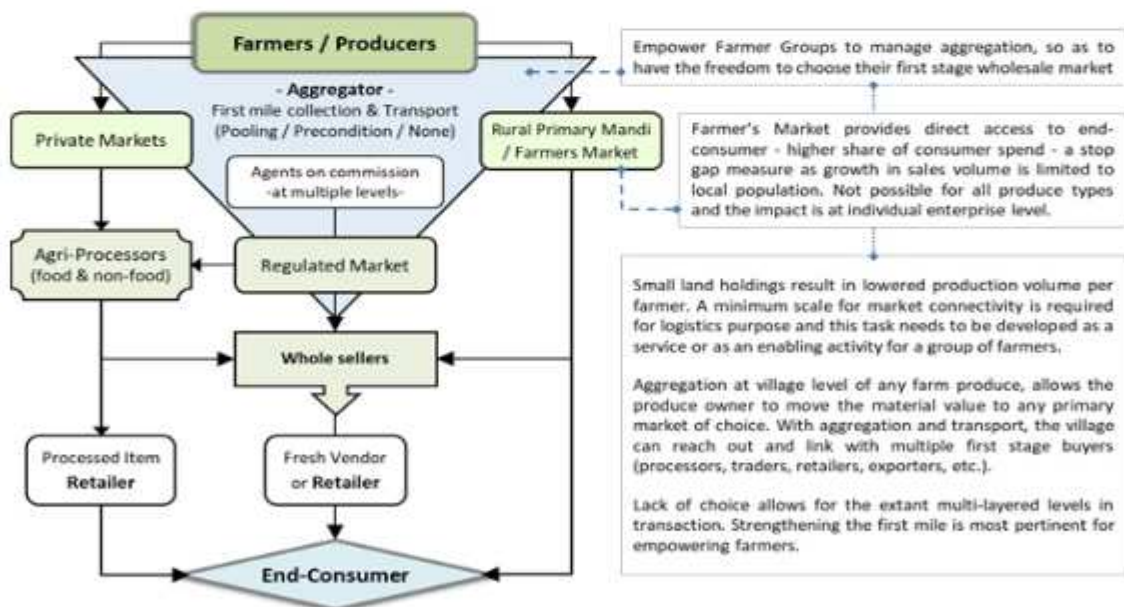 Farmers / Producers
- Aggregator -
First mile collection & Transport
(Pooling / Precondition / None)
Private Markets
Rural Primary Mandi
/ Farmers Market
Agents on commission
-at multiple levels-
Agri-Processors
(food & non-food)
Regulated Market
Whole sellers
Processed Item
Retailer
Fresh Vendor
or Retailer
End-Consumer
Empower Farmer Groups to manage aggregation, so as to
have the freedom to choose their first stage wholesale market
Farmer's Market provides direct access to end-
consumer - higher share of consumer spend - a stop
gap measure as growth in sales volume is limited to
local population. Not possible for all produce types
and the impact is at individual enterprise level.
Small land holdings result in lowered production volume per
farmer. A minimum scale for market connectivity is required
for logistics purpose and this task needs to be developed as a
service or as an enabling activity for a group of farmers.
Aggregation at village level of any farm produce, allows the
produce owner to move the material value to any primary
market of choice. With aggregation and transport, the village
can reach out and link with multiple first stage buyers
(processors, traders, retailers, exporters, etc.).
Lack of choice allows for the extant multi-layered levels in
transaction. Strengthening the first mile is most pertinent for
empowering farmers.